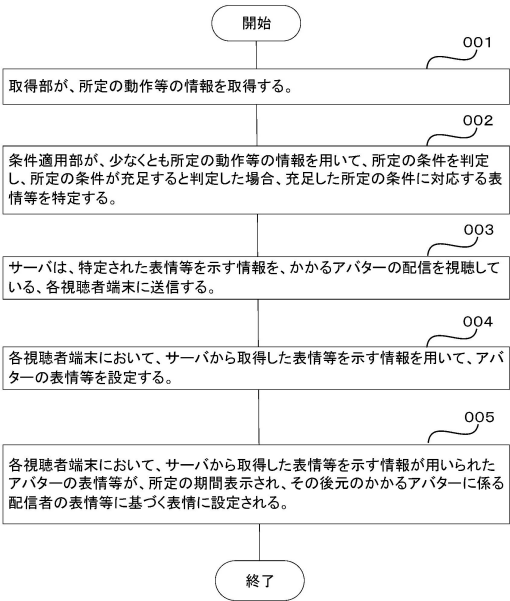 開始
001
取得部が、所定の動作等の情報を取得する。
002
条件適用部が、少なくとも所定の動作等の情報を用いて、所定の条件を判定
し、所定の条件が充足すると判定した場合、充足した所定の条件に対応する表
情等を特定する。
003
サーバは、特定された表情等を示す情報を、かかるアバターの配信を視聴して
いる、各視聴者端末に送信する。
004
各視聴者端末において、サーバから取得した表情等を示す情報を用いて、アバ
ターの表情等を設定する。
005
各視聴者端末において、サーバから取得した表情等を示す情報が用いられた
アバターの表情等が、所定の期間表示され、その後元のかかるアバターに係る
配信者の表情等に基づく表情に設定される。
終了